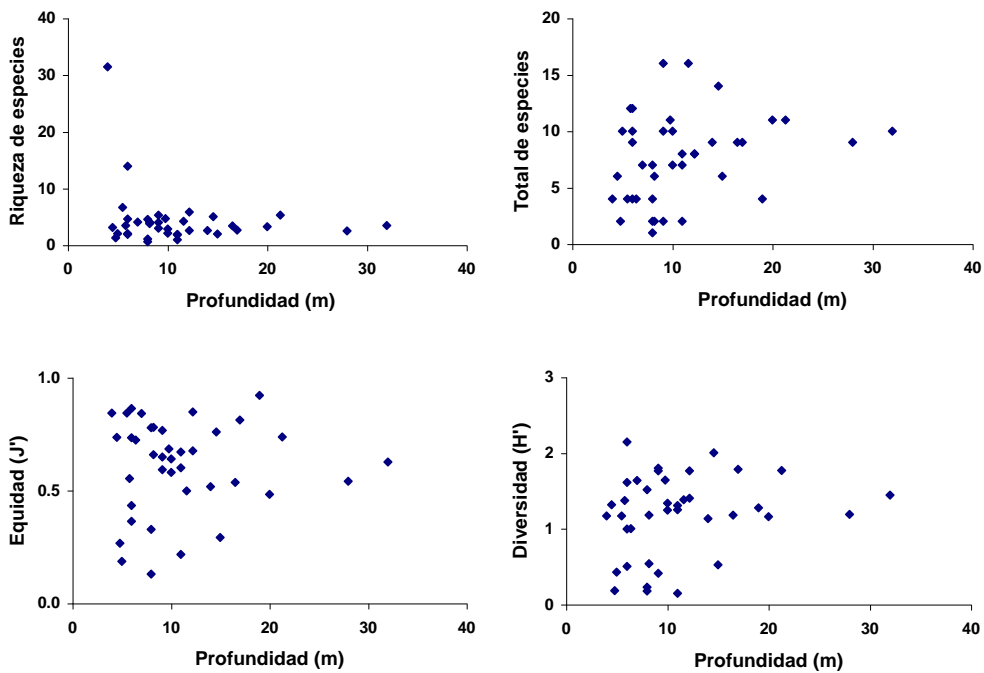 Riqueza de especies
40
30
20
10
0
0 10 20 30 40
Profundidad (m)
Total de especies
20
15
10
5
0
0 10 20 30 40
Profundidad (m)
Equidad (J')
1.0
0.5
0.0
0 10 20 30 40
Profundidad (m)
Diversidad (H')
3
2
1
0
0 10 20 30 40
Profundidad (m)